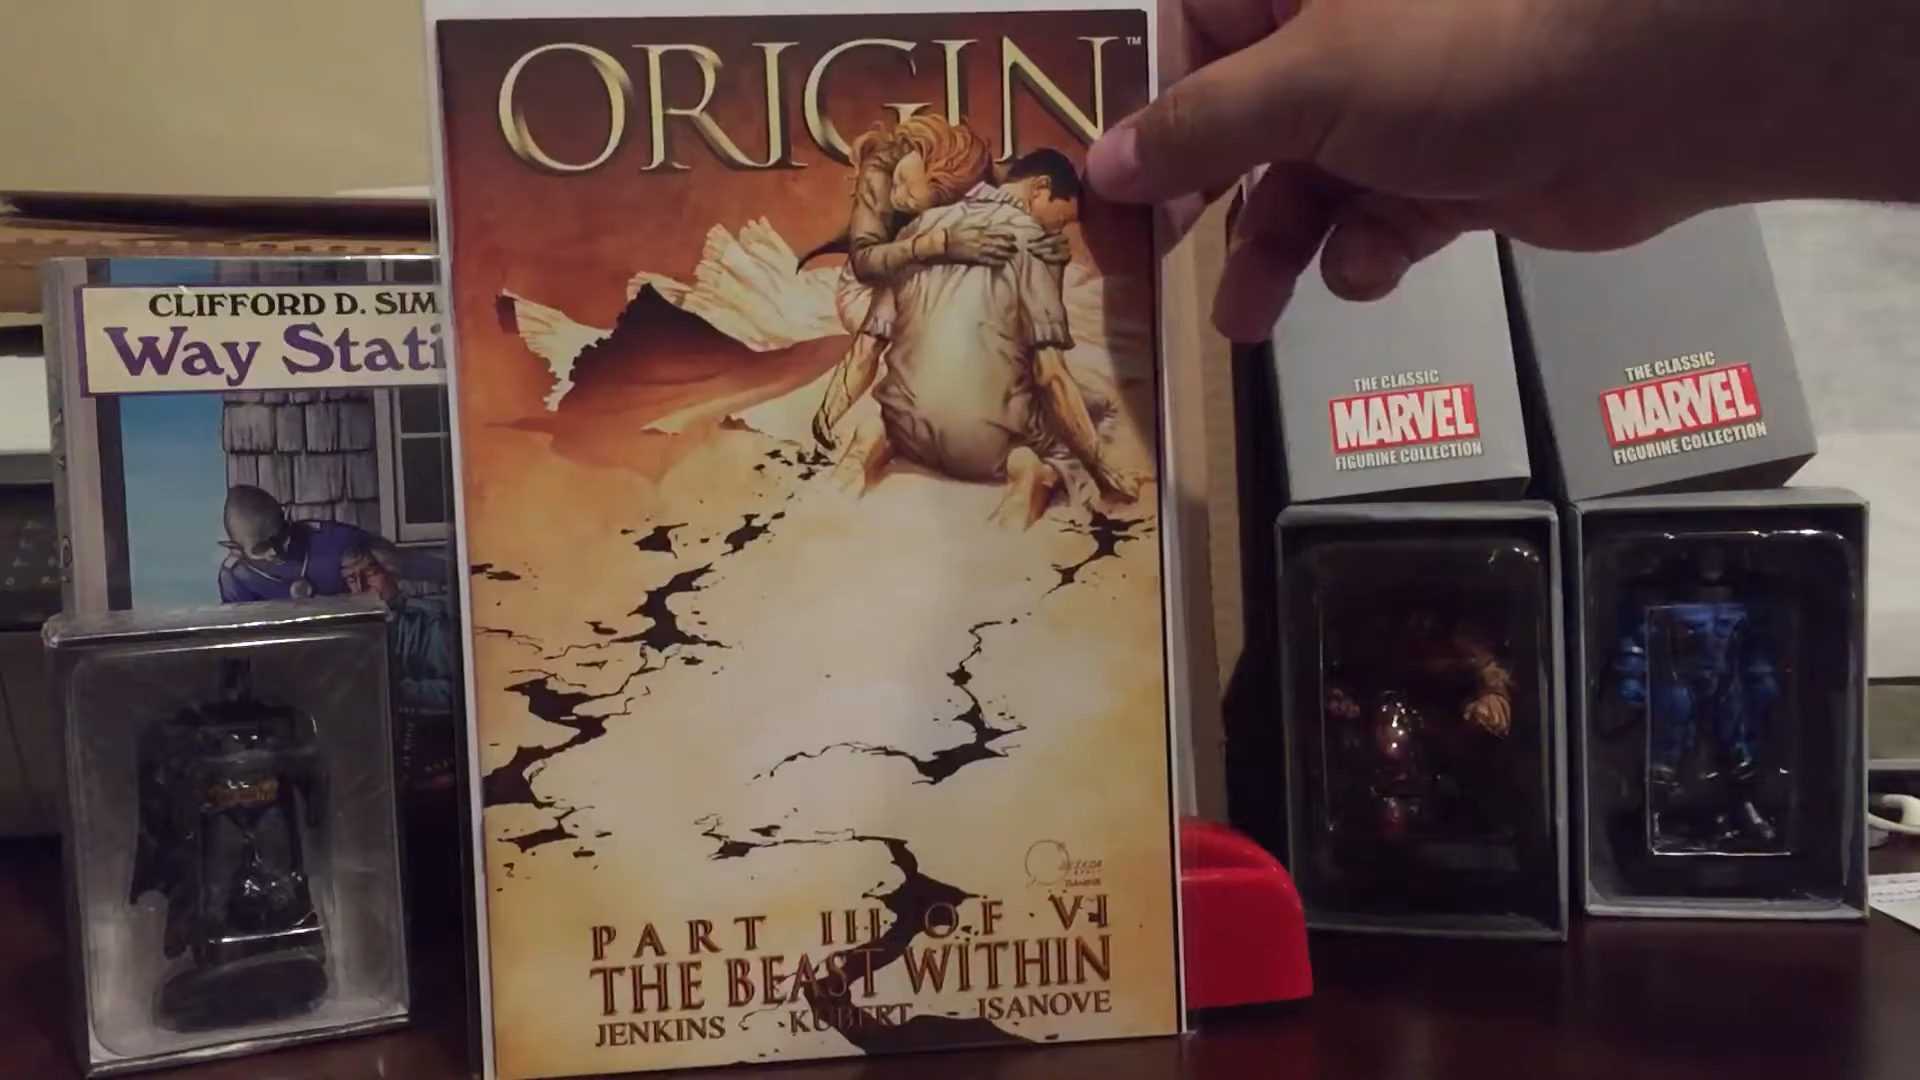 ORIGIN™
CLIFFORD D. SIM
Way Stati
THE CLASSIC
MARVEL
FIGURINE COLLECTION
THE CLASSIC
MARVEL
FIGURINE COLLECTION
PART III OF VI
THE BEAST WITHIN
JENKINS KUBERT ISANOVE